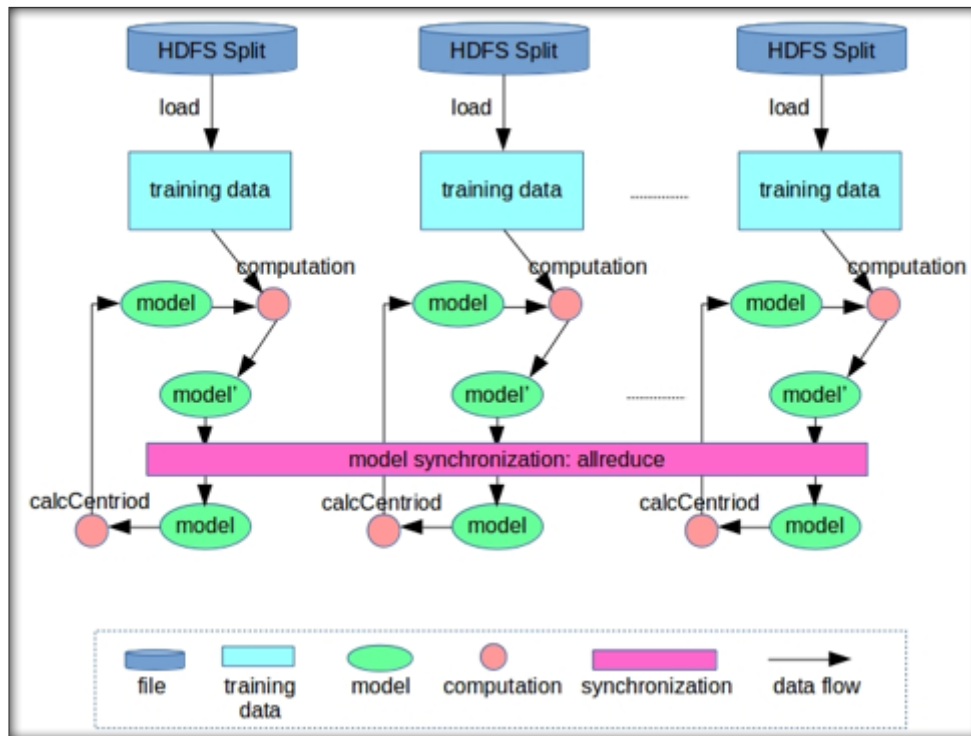 HDFS Split HDFS Split HDFS Split
load load load
training data training data training data
..............
computation computation computation
model model model
model' model' model'
..............
model synchronization: allreduce
calcCentriod calcCentriod calcCentriod
model model model
file training model computation synchronization data flow
data